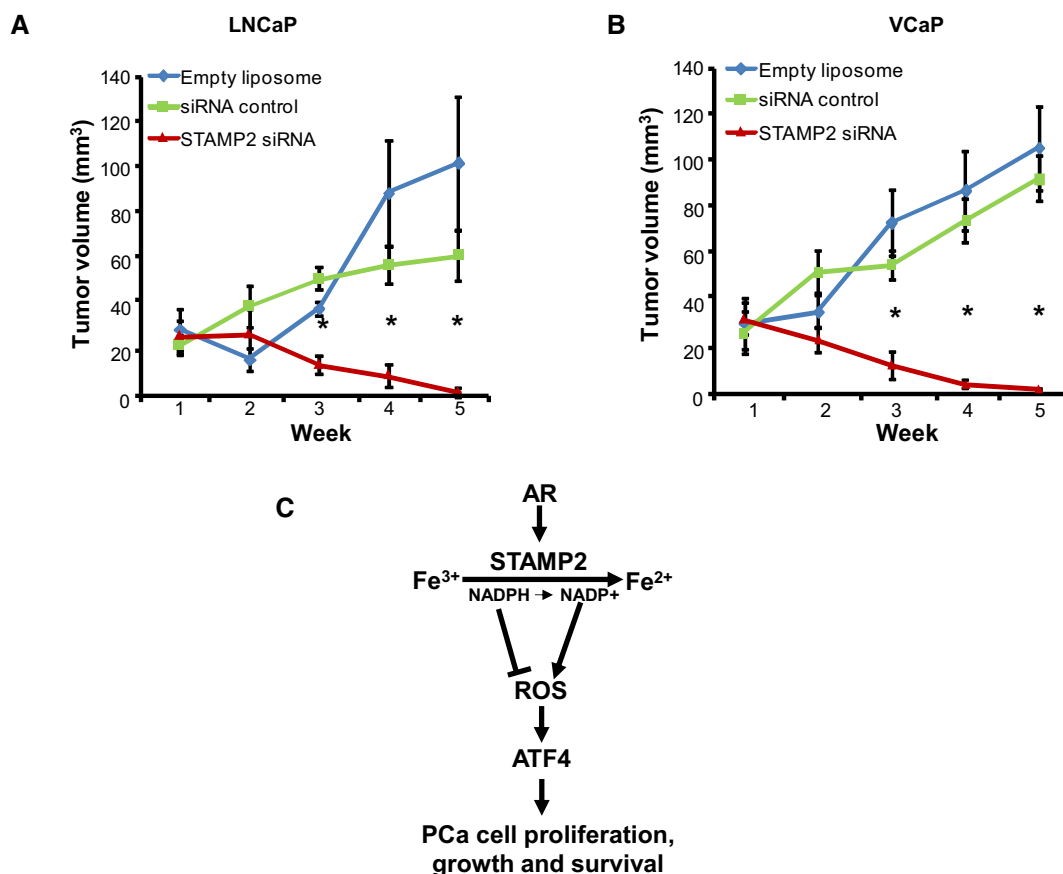 A
LNCaP
Empty liposome
siRNA control
STAMP2 siRNA
Tumor volume (mm³)
140
120
100
80
60
40
20
0
* * *
1 2 3 4 5
Week
B
VCaP
Empty liposome
siRNA control
STAMP2 siRNA
Tumor volume (mm³)
140
120
100
80
60
40
20
0
* * *
1 2 3 4 5
Week
C
AR
STAMP2
Fe³⁺ Fe²⁺
NADPH → NADP+
ROS
ATF4
PCa cell proliferation,
growth and survival